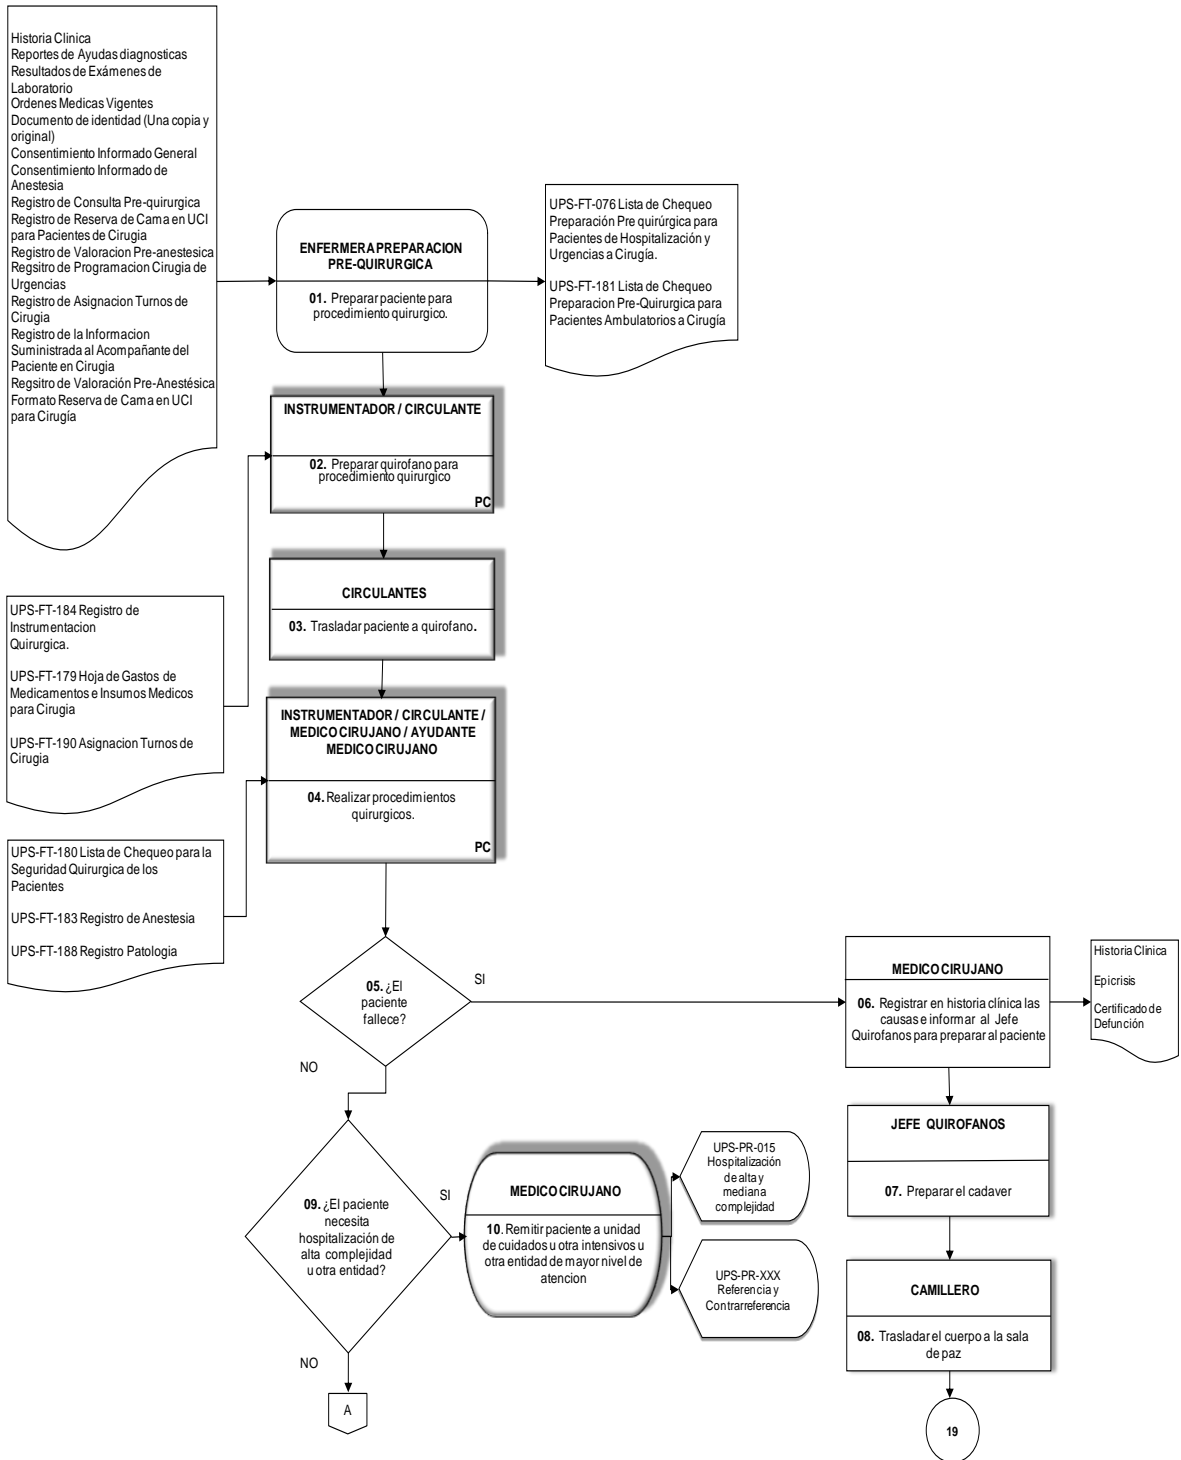 Historia Clinica
Reportes de Ayudas diagnosticas
Resultados de Exámenes de
Laboratorio
Ordenes Medicas Vigentes
Documento de identidad (Una copia y
original)
Consentimiento Informado General
Consentimiento Informado de
Anestesia
Registro de Consulta Pre-quirurgica
Registro de Reserva de Cama en UCI
para Pacientes de Cirugia
Registro de Valoracion Pre-anestesica
Regsitro de Programacion Cirugia de
Urgencias
Registro de Asignacion Turnos de
Cirugia
Registro de la Informacion
Suministrada al Acompañante del
Paciente en Cirugia
Regsitro de Valoración Pre-Anestésica
Formato Reserva de Cama en UCI
para Cirugía
ENFERMERA PREPARACION
PRE-QUIRURGICA
01. Preparar paciente para
procedimiento quirurgico.
UPS-FT-076 Lista de Chequeo
Preparación Pre quirúrgica para
Pacientes de Hospitalización y
Urgencias a Cirugía.
UPS-FT-181 Lista de Chequeo
Preparacion Pre-Quirurgica para
Pacientes Ambulatorios a Cirugía
INSTRUMENTADOR / CIRCULANTE
02. Preparar quirofano para
procedimiento quirurgico
PC
CIRCULANTES
03. Trasladar paciente a quirofano.
UPS-FT-184 Registro de
Instrumentacion
Quirurgica.
UPS-FT-179 Hoja de Gastos de
Medicamentos e Insumos Medicos
para Cirugia
UPS-FT-190 Asignacion Turnos de
Cirugia
INSTRUMENTADOR / CIRCULANTE /
MEDICO CIRUJANO / AYUDANTE
MEDICO CIRUJANO
04. Realizar procedimientos
quirurgicos.
PC
UPS-FT-180 Lista de Chequeo para la
Seguridad Quirurgica de los
Pacientes
UPS-FT-183 Registro de Anestesia
UPS-FT-188 Registro Patologia
05. ¿El
paciente
fallece?
SI
NO
MEDICO CIRUJANO
06. Registrar en historia clínica las
causas e informar al Jefe
Quirofanos para preparar al paciente
Historia Clinica
Epicrisis
Certificado de
Defunción
JEFE QUIROFANOS
07. Preparar el cadaver
CAMILLERO
08. Trasladar el cuerpo a la sala
de paz
19
09. ¿El paciente
necesita
hospitalización de
alta complejidad
u otra entidad?
SI
NO
MEDICO CIRUJANO
10. Remitir paciente a unidad
de cuidados u otra intensivos u
otra entidad de mayor nivel de
atencion
UPS-PR-015
Hospitalización
de alta y
mediana
complejidad
UPS-PR-XXX
Referencia y
Contrarreferencia
A